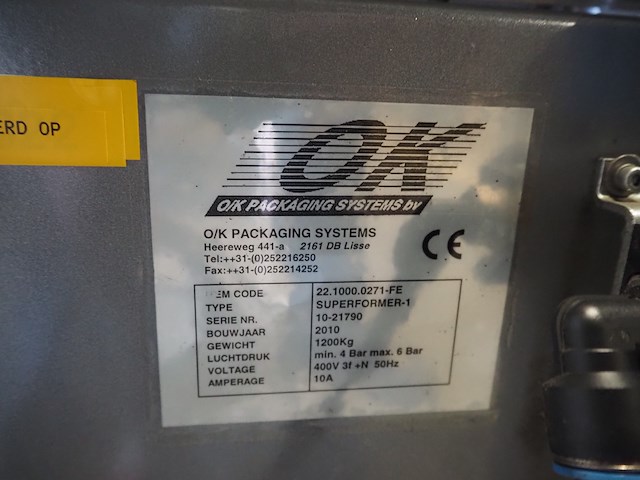 ERD OP
O/K
O/K PACKAGING SYSTEMS bv
O/K PACKAGING SYSTEMS
Heereweg 441-a 2161 DB Lisse
Tel:++31-(0)252216250
Fax:++31-(0)252214252
CE
ITEM CODE 22.1000.0271-FE
TYPE SUPERFORMER-1
SERIE NR. 10-21790
BOUWJAAR 2010
GEWICHT 1200Kg
LUCHTDRUK min. 4 Bar max. 6 Bar
VOLTAGE 400V 3f +N 50Hz
AMPERAGE 10A